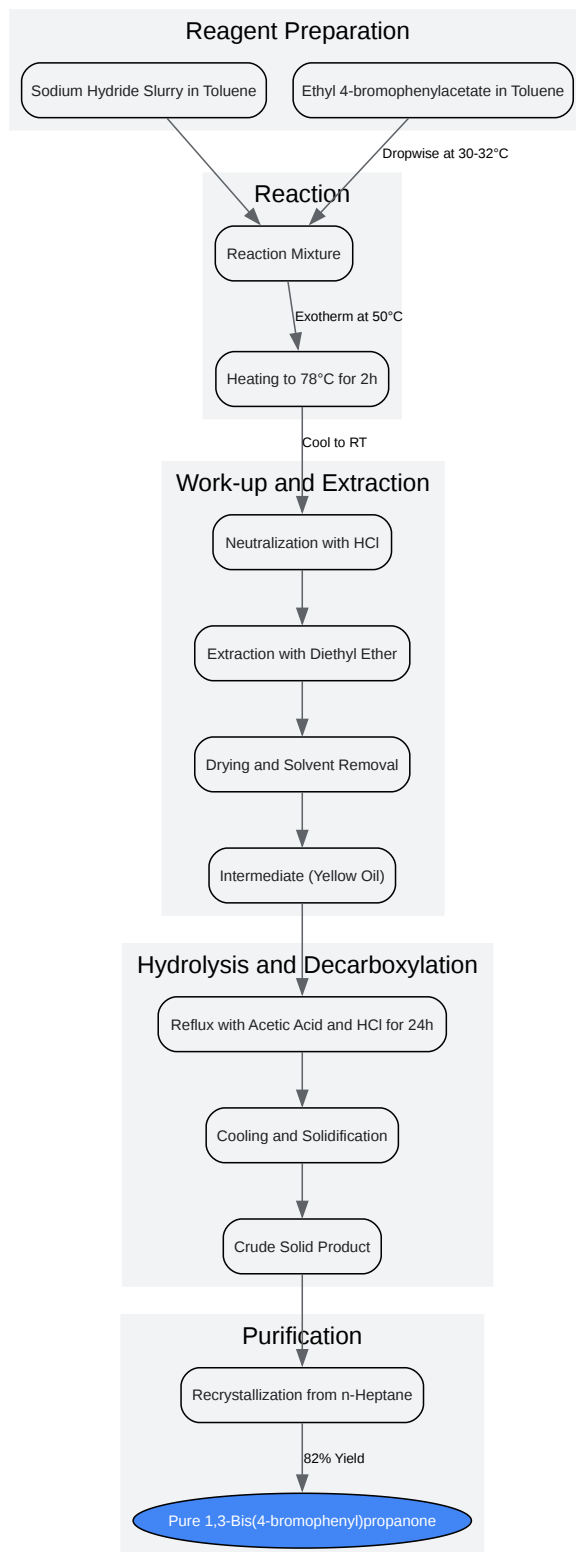 Reagent Preparation
Sodium Hydride Slurry in Toluene
Ethyl 4-bromophenylacetate in Toluene
Dropwise at 30-32°C
Reaction
Reaction Mixture
Exotherm at 50°C
Heating to 78°C for 2h
Cool to RT
Work-up and Extraction
Neutralization with HCl
Extraction with Diethyl Ether
Drying and Solvent Removal
Intermediate (Yellow Oil)
Hydrolysis and Decarboxylation
Reflux with Acetic Acid and HCl for 24h
Cooling and Solidification
Crude Solid Product
Purification
Recrystallization from n-Heptane
82% Yield
Pure 1,3-Bis(4-bromophenyl)propanone